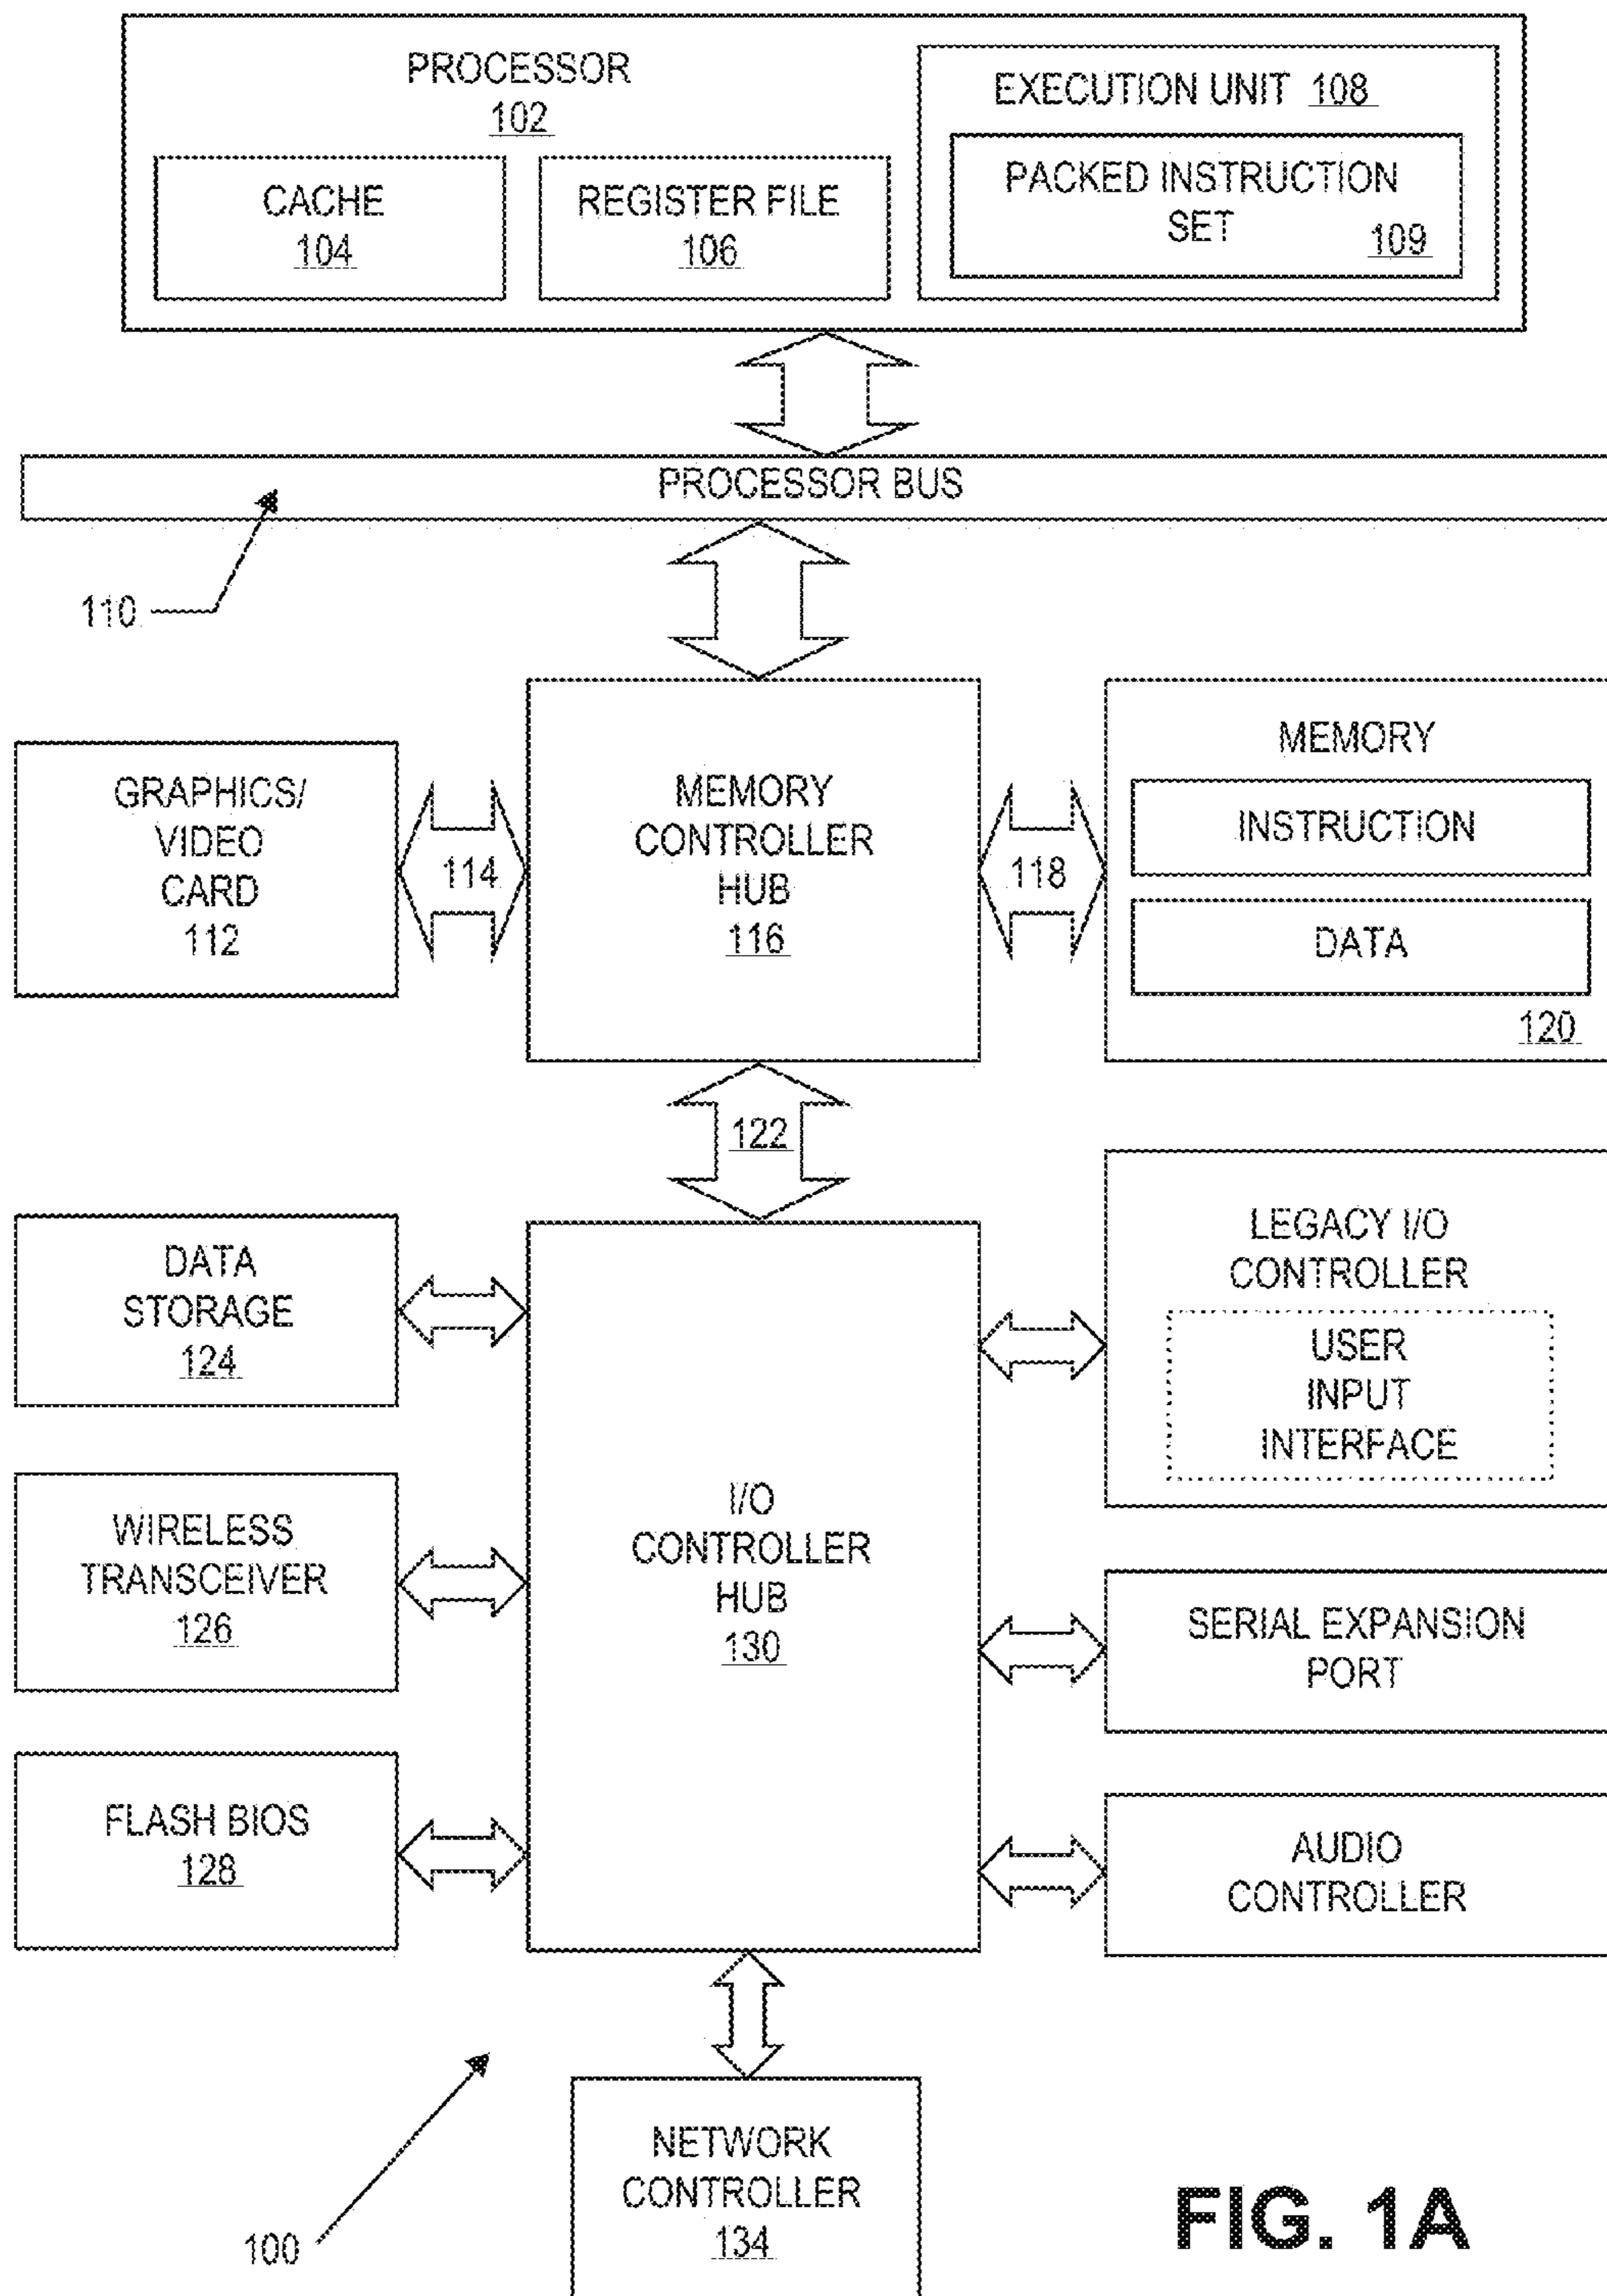 PROCESSOR
102
CACHE
104
REGISTER FILE
106
EXECUTION UNIT 108
PACKED INSTRUCTION
SET
109
PROCESSOR BUS
110
GRAPHICS/
VIDEO
CARD
112
114
MEMORY
CONTROLLER
HUB
116
118
MEMORY
INSTRUCTION
DATA
120
122
DATA
STORAGE
124
WIRELESS
TRANSCEIVER
126
FLASH BIOS
128
I/O
CONTROLLER
HUB
130
LEGACY I/O
CONTROLLER
USER
INPUT
INTERFACE
SERIAL EXPANSION
PORT
AUDIO
CONTROLLER
NETWORK
CONTROLLER
134
100
FIG. 1A